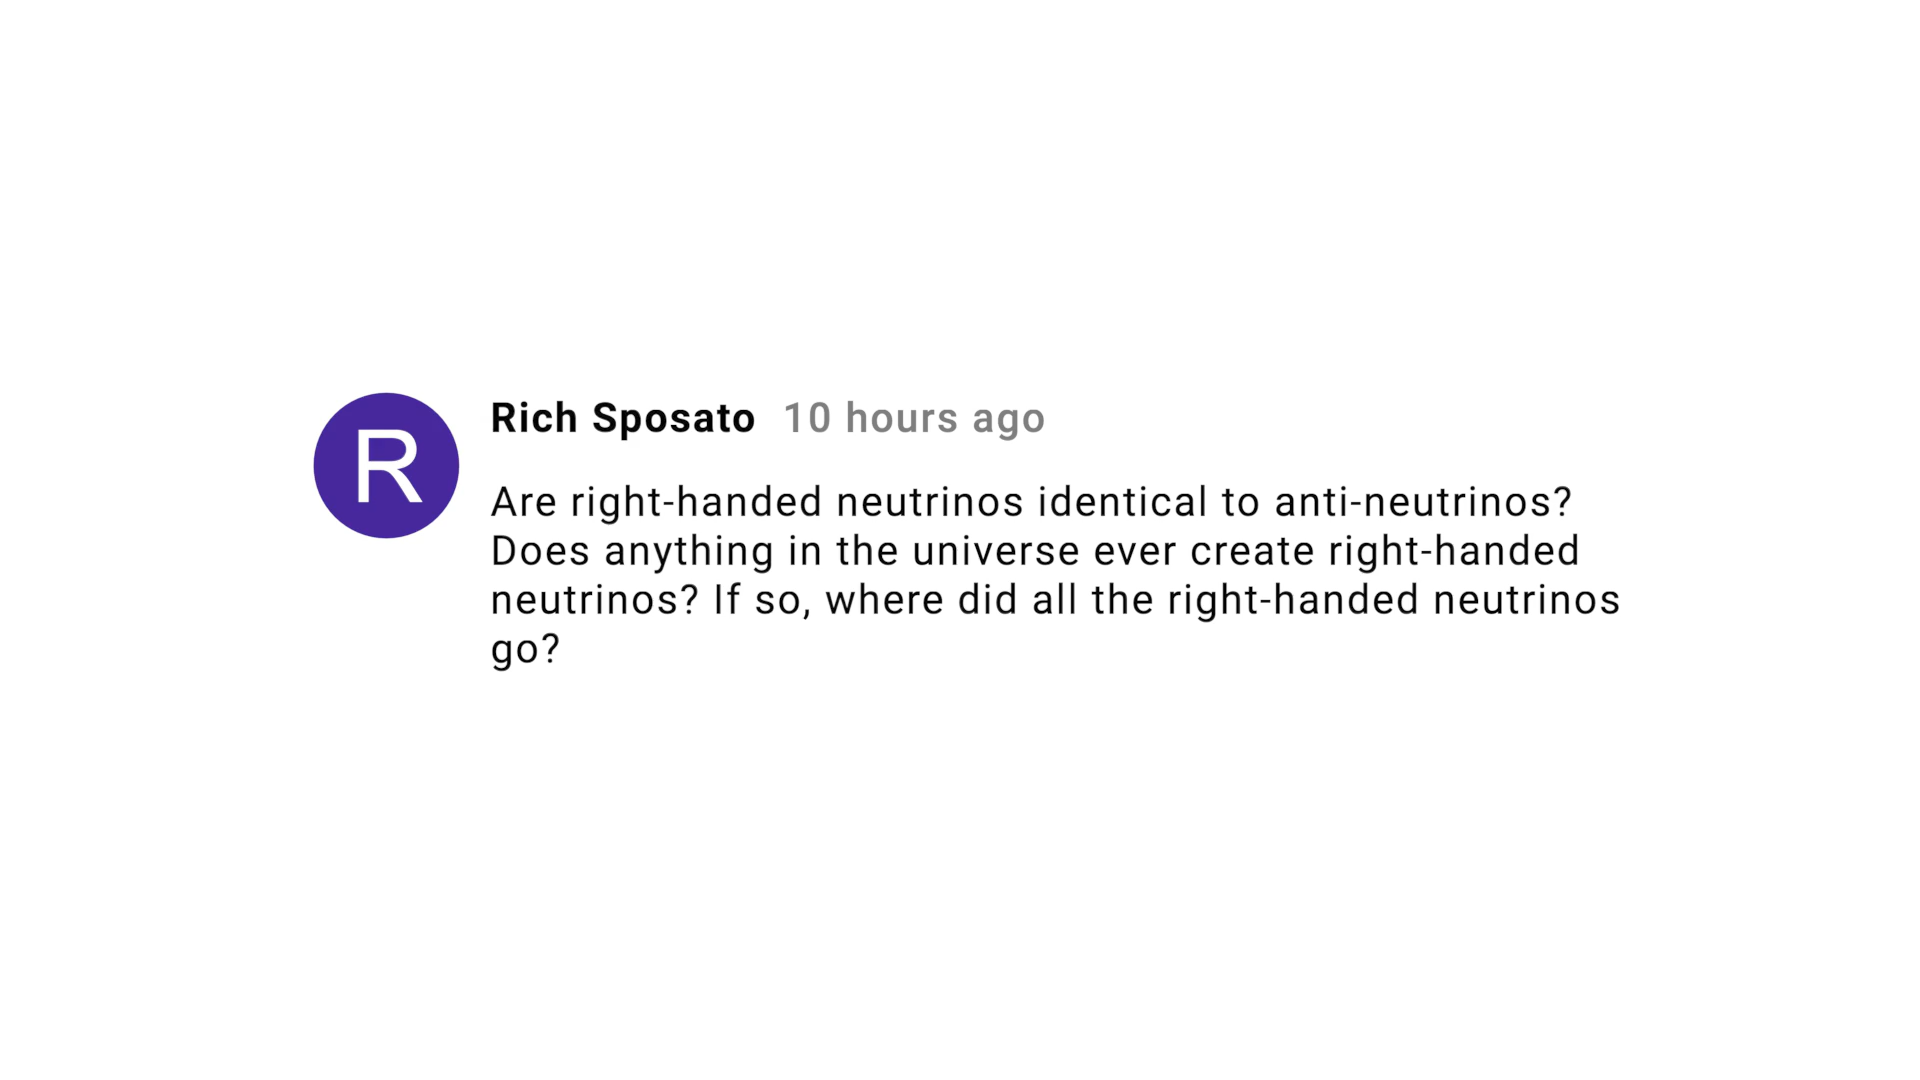 R
Rich Sposato 10 hours ago
Are right-handed neutrinos identical to anti-neutrinos?
Does anything in the universe ever create right-handed
neutrinos? If so, where did all the right-handed neutrinos
go?